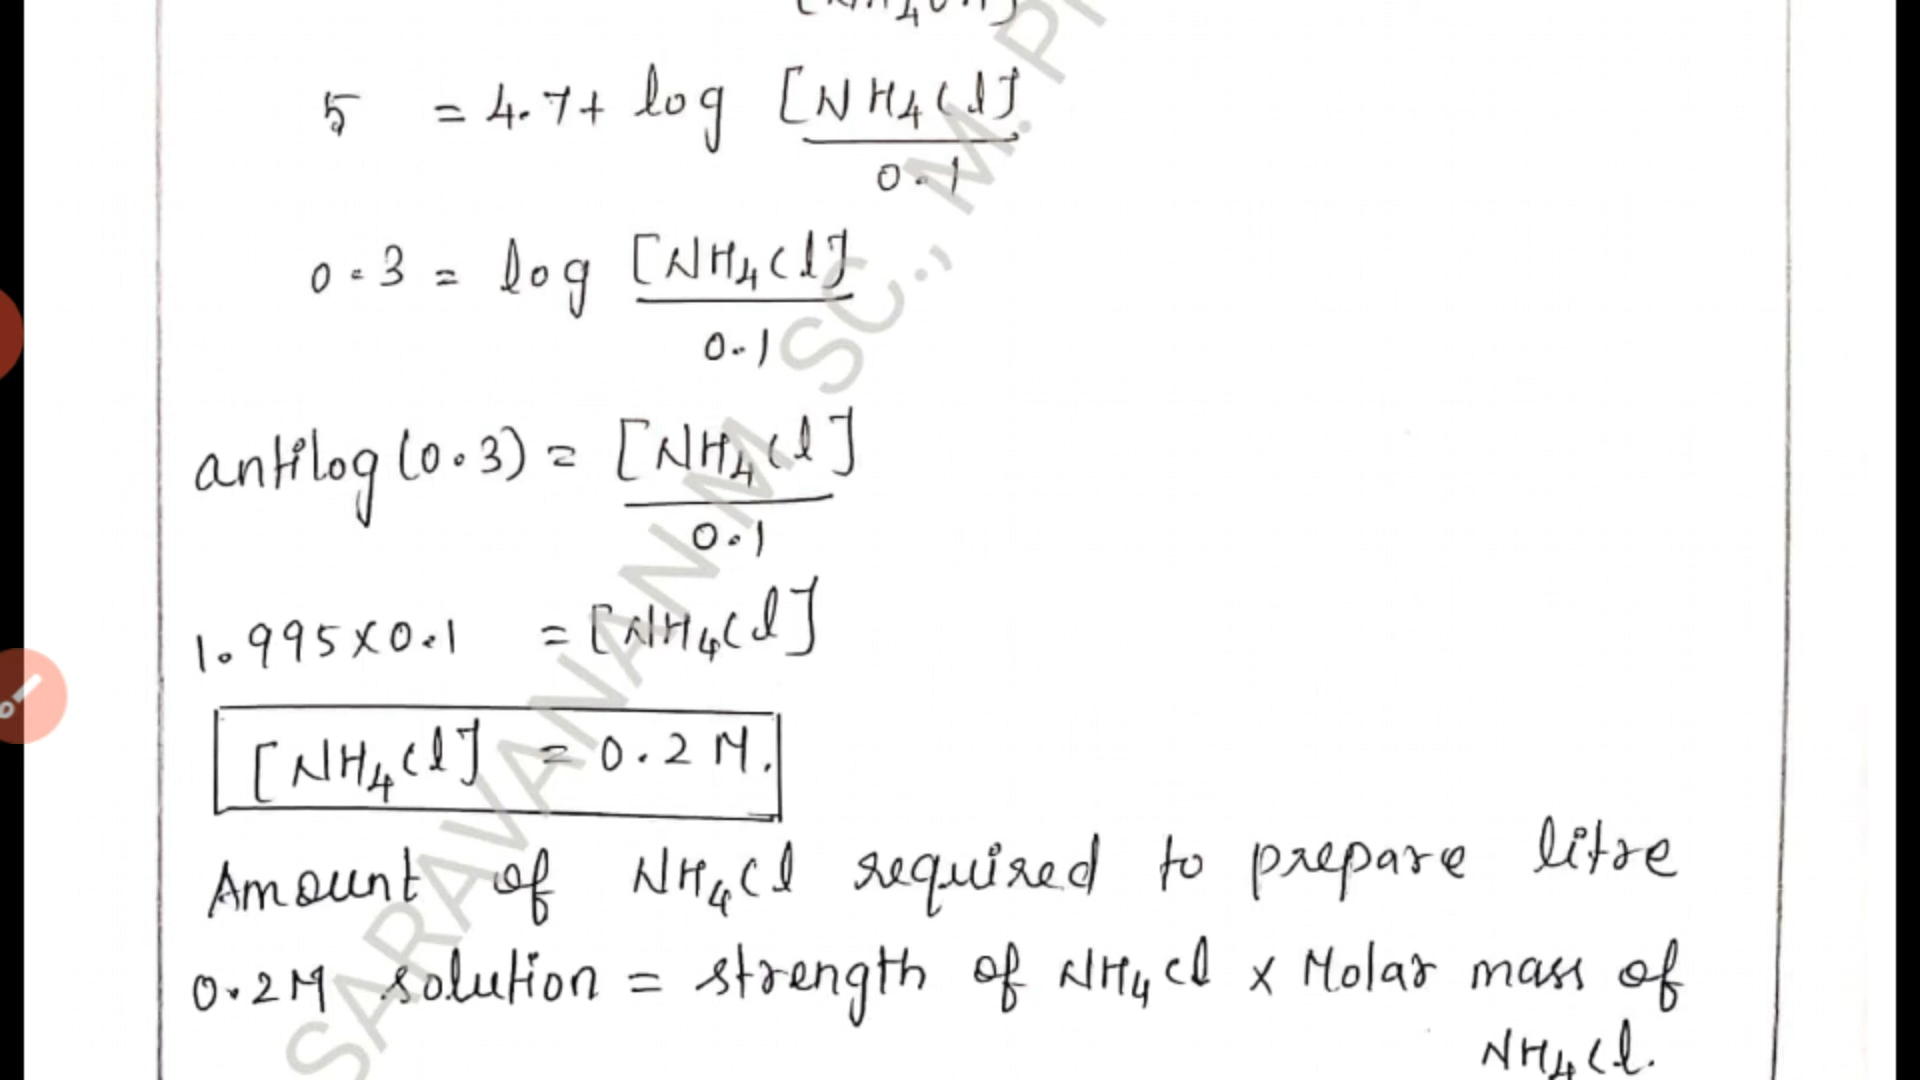 5 = 4.7 + log [NH4Cl]
0.1
0.3 = log [NH4Cl]
0.1
antilog (0.3) = [NH4Cl]
0.1
1.995 x 0.1 = [NH4Cl]
[NH4Cl] = 0.2 M.
Amount of NH4Cl required to prepare litre
0.2M solution = strength of NH4Cl x Molar mass of
NH4Cl.
SARAVANAN M SC., M.